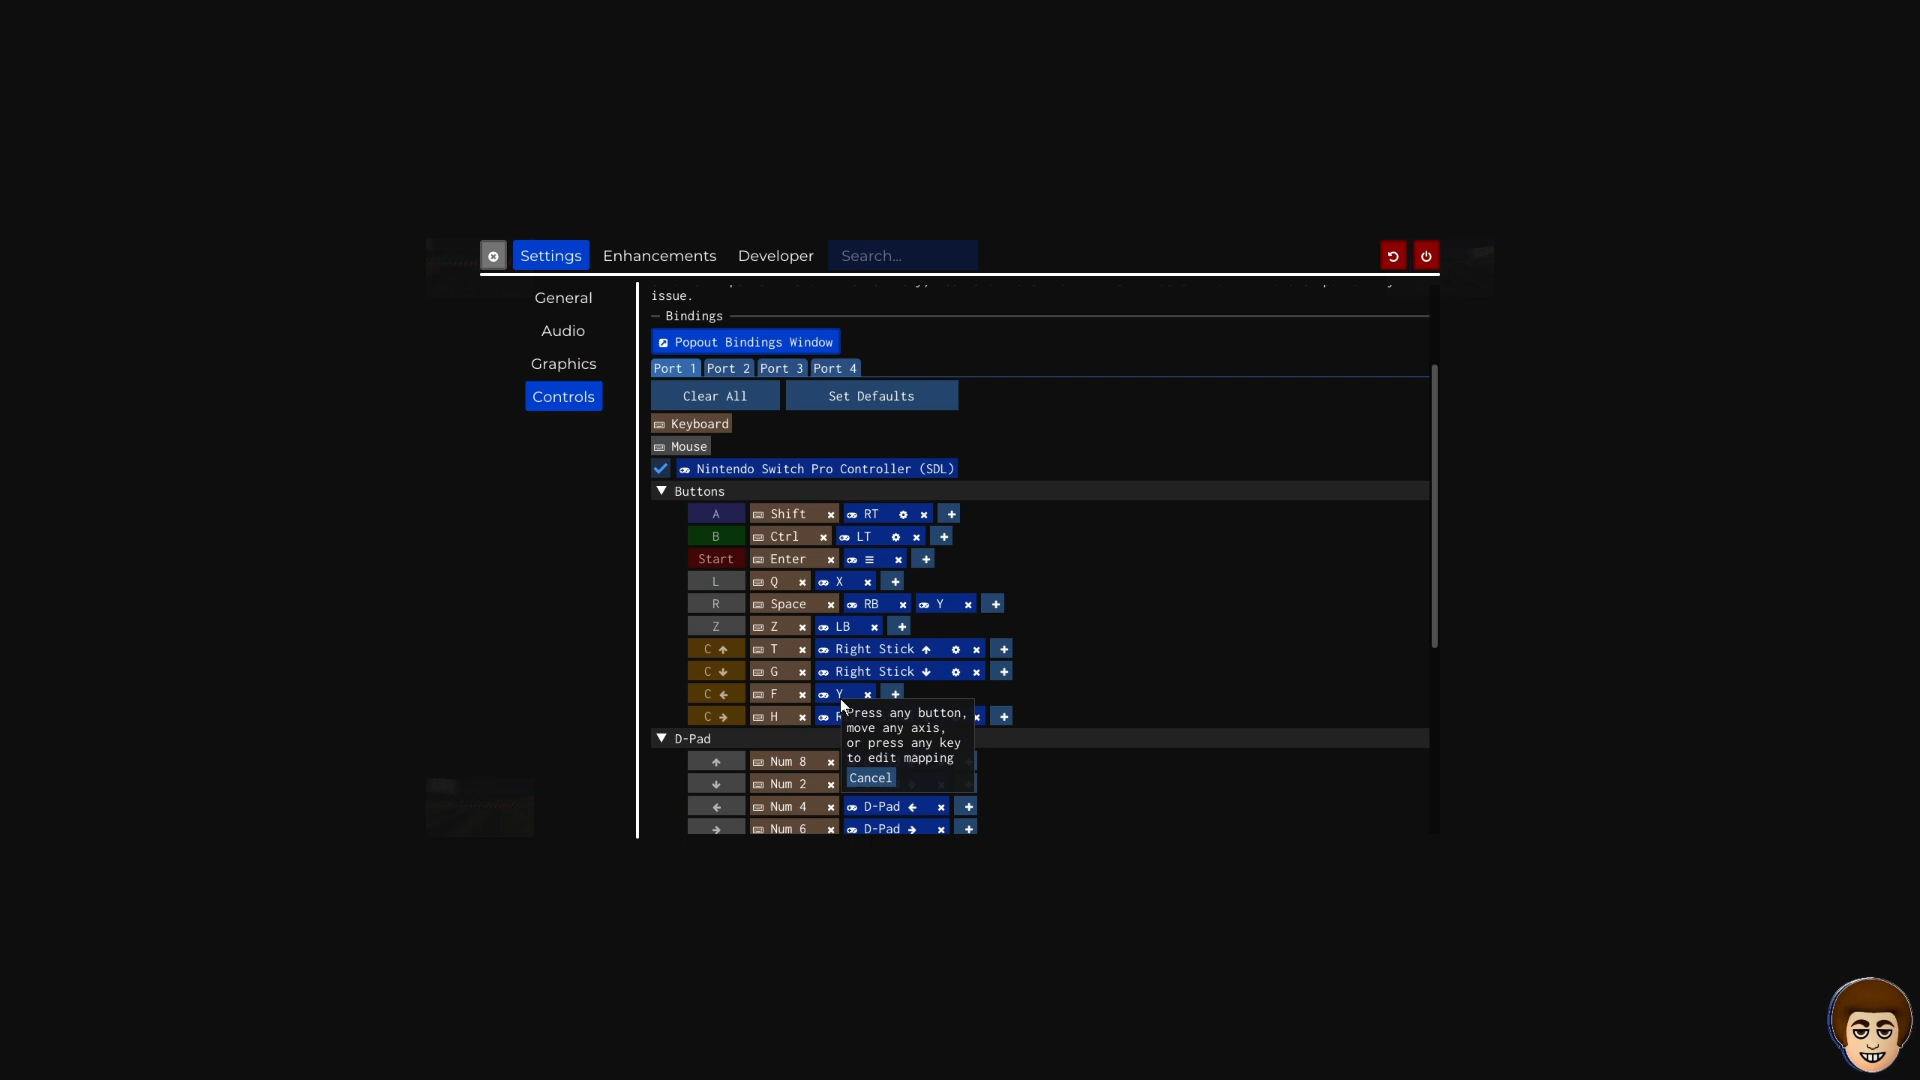 Settings Enhancements Developer Search...
General
Audio
Graphics
Controls
issue.
Bindings
Popout Bindings Window
Port 1 Port 2 Port 3 Port 4
Clear All Set Defaults
Keyboard
Mouse
Nintendo Switch Pro Controller (SDL)
Buttons
A Shift RT +
B Ctrl LT +
Start Enter ≡ +
L Q X +
R Space RB Y +
Z Z LB +
C ↑ T Right Stick ↑ +
C ↓ G Right Stick ↓ +
C ← F Y +
C → H +
Press any button,
move any axis,
or press any key
to edit mapping
Cancel
D-Pad
↑ Num 8
↓ Num 2
← Num 4 D-Pad ← +
→ Num 6 D-Pad → +